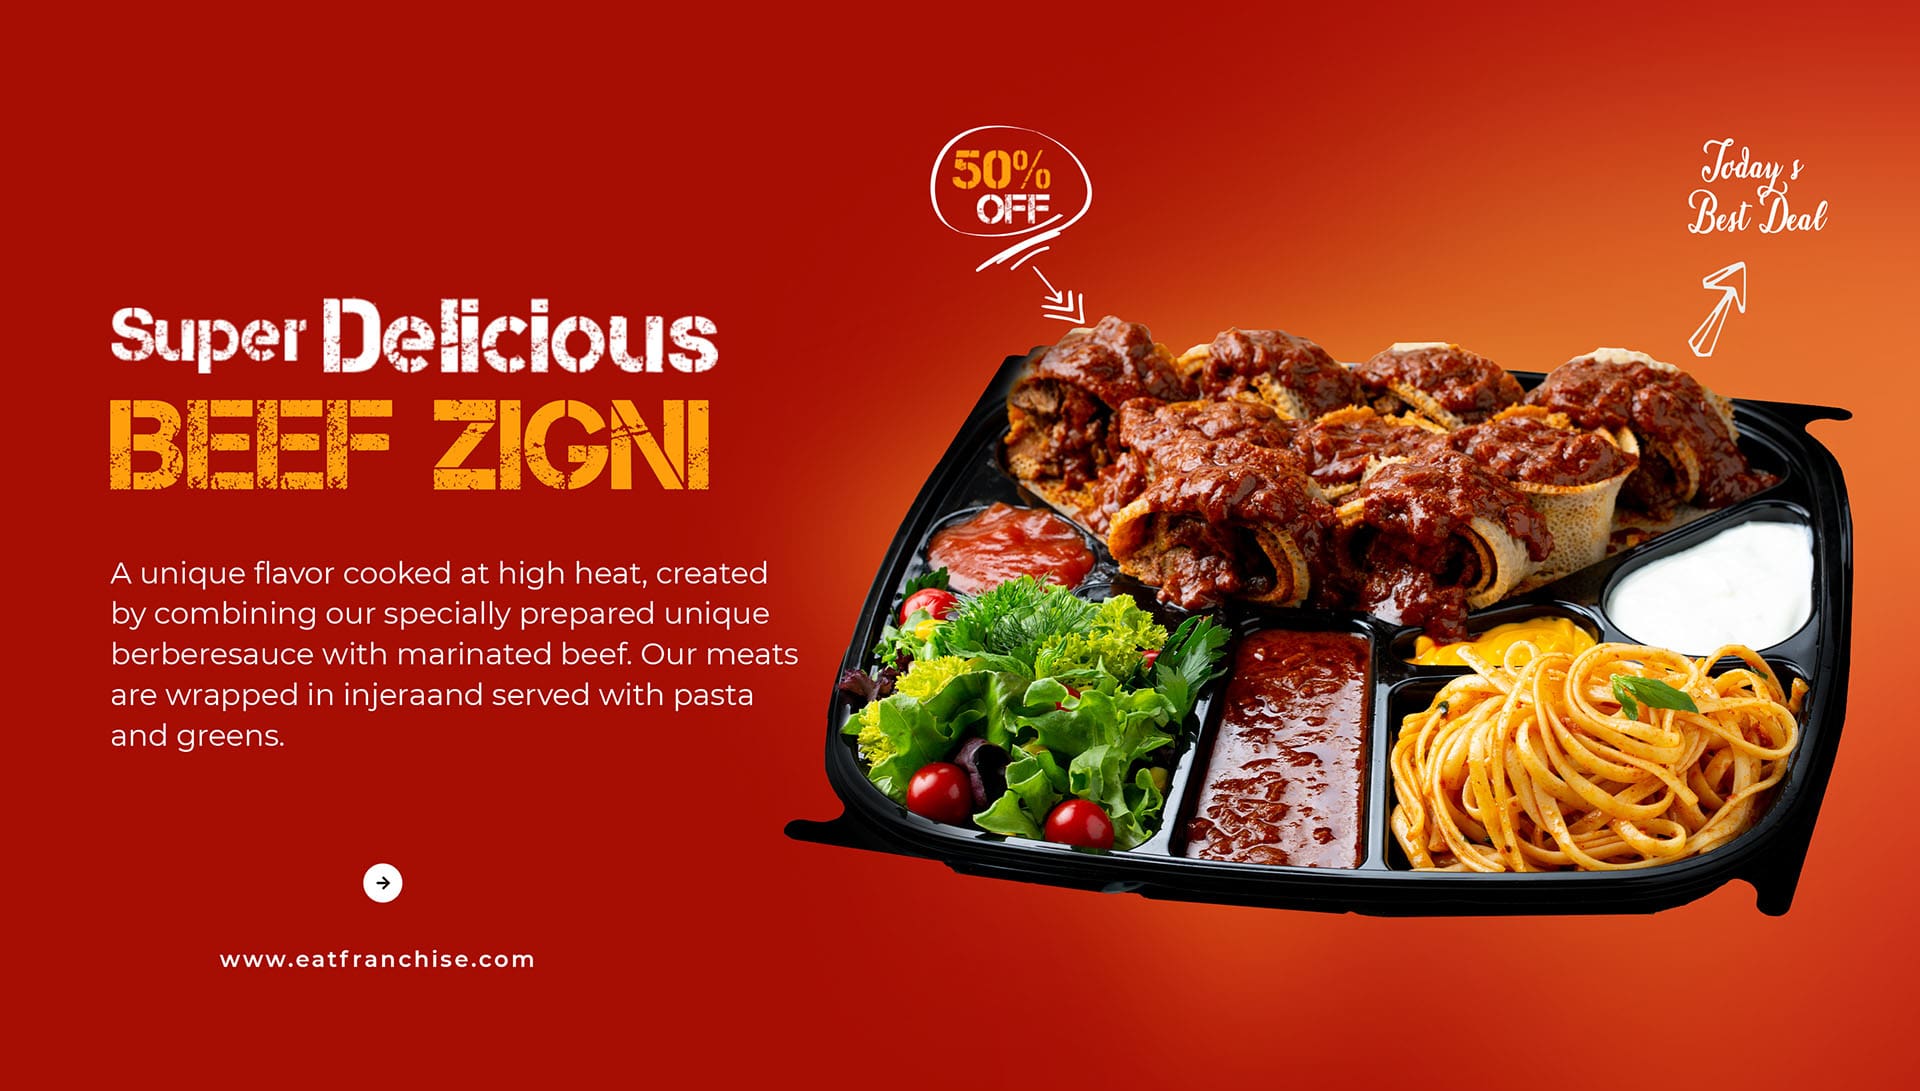 50%
OFF
Today's
Best Deal
Super Delicious
BEEF ZIGNI
A unique flavor cooked at high heat, created
by combining our specially prepared unique
berberesauce with marinated beef. Our meats
are wrapped in injeraand served with pasta
and greens.
www.eatfranchise.com